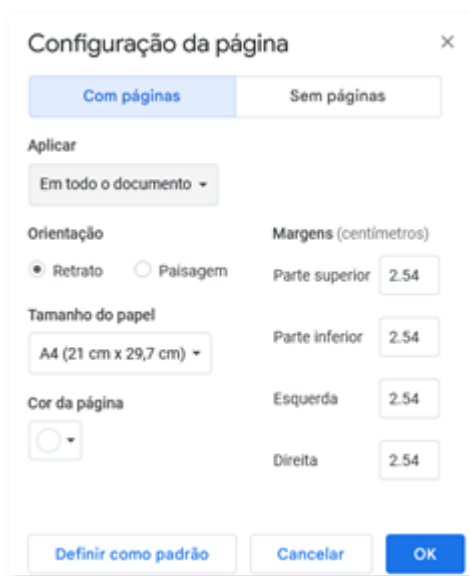 Configuração da página
Com páginas
Sem páginas
Aplicar
Em todo o documento
Orientação
Retrato
Paisagem
Tamanho do papel
A4 (21 cm x 29,7 cm)
Cor da página
Margens (centímetros)
Parte superior 2.54
Parte inferior 2.54
Esquerda 2.54
Direita 2.54
Definir como padrão
Cancelar
OK